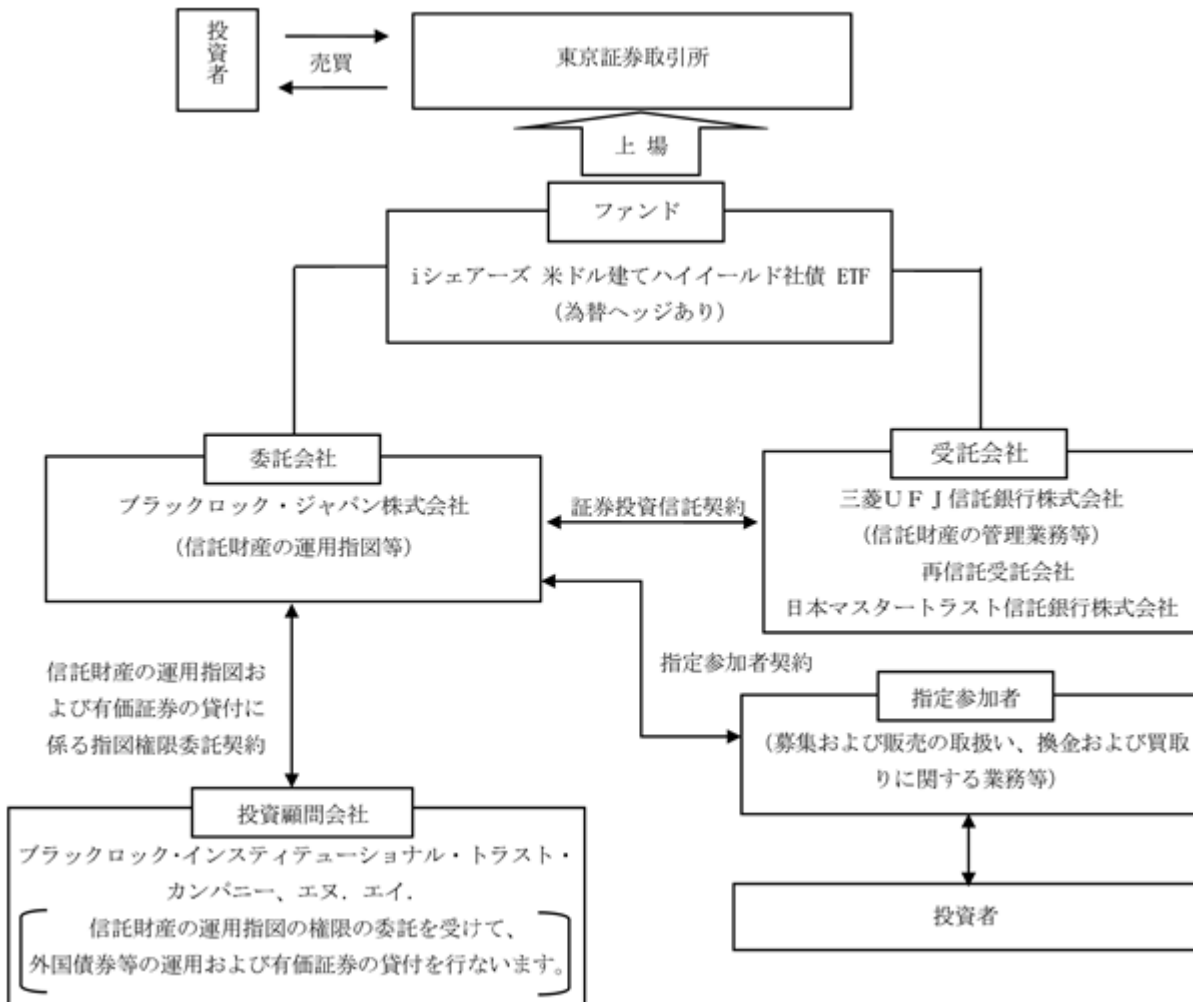 投資者
売買
東京証券取引所
上 場
ファンド
iシェアーズ 米ドル建てハイイールド社債 ETF
（為替ヘッジあり）
委託会社
ブラックロック・ジャパン株式会社
（信託財産の運用指図等）
証券投資信託契約
受託会社
三菱ＵＦＪ信託銀行株式会社
（信託財産の管理業務等）
再信託受託会社
日本マスタートラスト信託銀行株式会社
信託財産の運用指図お
よび有価証券の貸付に
係る指図権限委託契約
指定参加者契約
指定参加者
（募集および販売の取扱い、換金および買取
りに関する業務等）
投資顧問会社
ブラックロック・インスティテューショナル・トラスト・
カンパニー、エヌ．エイ．
信託財産の運用指図の権限の委託を受けて、
外国債券等の運用および有価証券の貸付を行ないます。
投資者